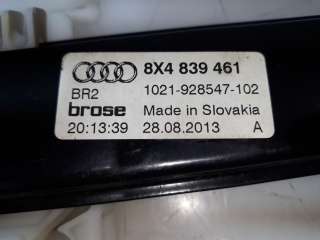 8X4 839 461
BR2 1021-928547-102
brose Made in Slovakia
20:13:39 28.08.2013 A